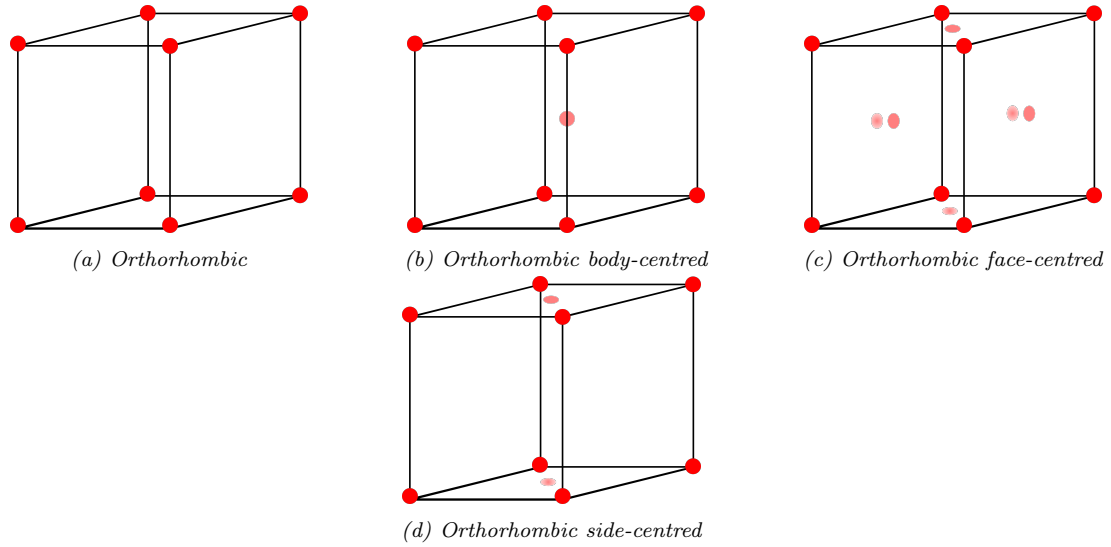 (a) Orthorhombic
(b) Orthorhombic body-centred
(c) Orthorhombic face-centred
(d) Orthorhombic side-centred